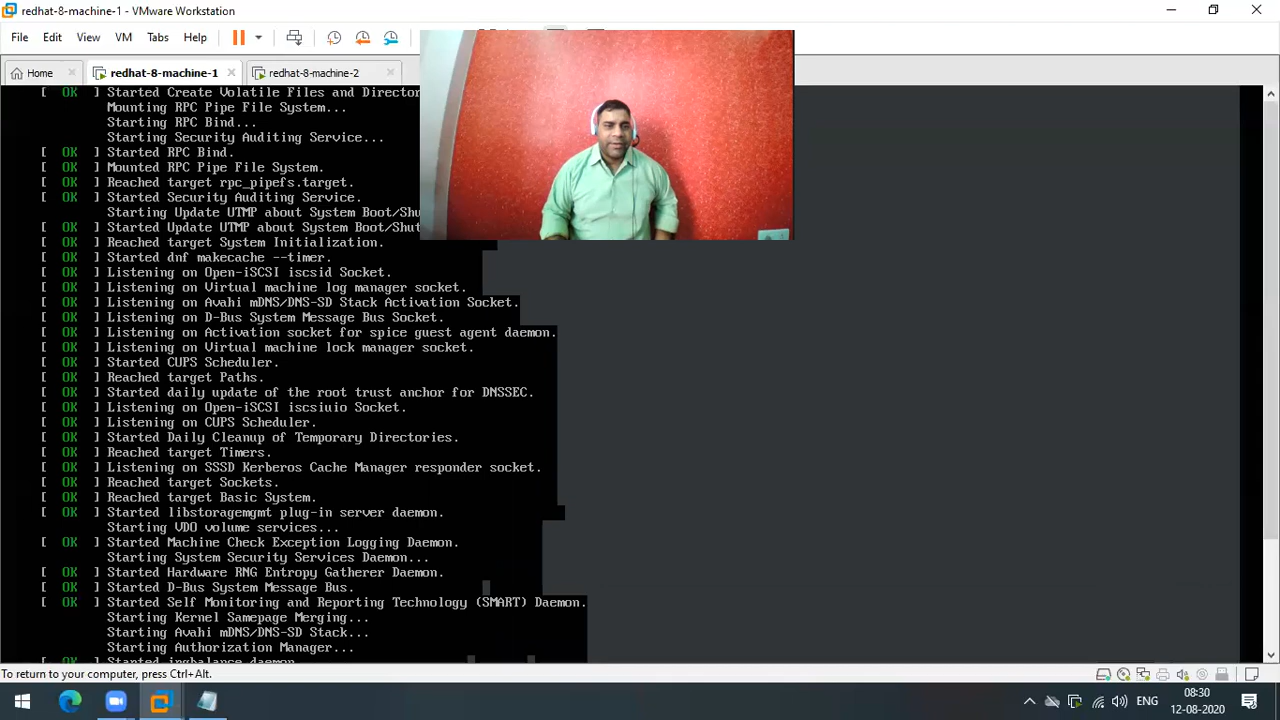 redhat-8-machine-1 - VMware Workstation
File Edit View VM Tabs Help
Home redhat-8-machine-1 redhat-8-machine-2
[ OK ] Started Create Volatile Files and Director
Mounting RPC Pipe File System...
Starting RPC Bind...
Starting Security Auditing Service...
[ OK ] Started RPC Bind.
[ OK ] Mounted RPC Pipe File System.
[ OK ] Reached target rpc_pipefs.target.
[ OK ] Started Security Auditing Service.
Starting Update UTMP about System Boot/Shu
[ OK ] Started Update UTMP about System Boot/Shut
[ OK ] Reached target System Initialization.
[ OK ] Started dnf makecache --timer.
[ OK ] Listening on Open-iSCSI iscsid Socket.
[ OK ] Listening on Virtual machine log manager socket.
[ OK ] Listening on Avahi mDNS/DNS-SD Stack Activation Socket.
[ OK ] Listening on D-Bus System Message Bus Socket.
[ OK ] Listening on Activation socket for spice guest agent daemon.
[ OK ] Listening on Virtual machine lock manager socket.
[ OK ] Started CUPS Scheduler.
[ OK ] Reached target Paths.
[ OK ] Started daily update of the root trust anchor for DNSSEC.
[ OK ] Listening on Open-iSCSI iscsiuio Socket.
[ OK ] Listening on CUPS Scheduler.
[ OK ] Started Daily Cleanup of Temporary Directories.
[ OK ] Reached target Timers.
[ OK ] Listening on SSSD Kerberos Cache Manager responder socket.
[ OK ] Reached target Sockets.
[ OK ] Reached target Basic System.
[ OK ] Started libstoragemgmt plug-in server daemon.
Starting VDO volume services...
[ OK ] Started Machine Check Exception Logging Daemon.
Starting System Security Services Daemon...
[ OK ] Started Hardware RNG Entropy Gatherer Daemon.
[ OK ] Started D-Bus System Message Bus.
[ OK ] Started Self Monitoring and Reporting Technology (SMART) Daemon.
Starting Kernel Samepage Merging...
Starting Avahi mDNS/DNS-SD Stack...
Starting Authorization Manager...
[ OK ] Started irqbalance daemon.
To return to your computer, press Ctrl+Alt.
ENG 08:30
12-08-2020